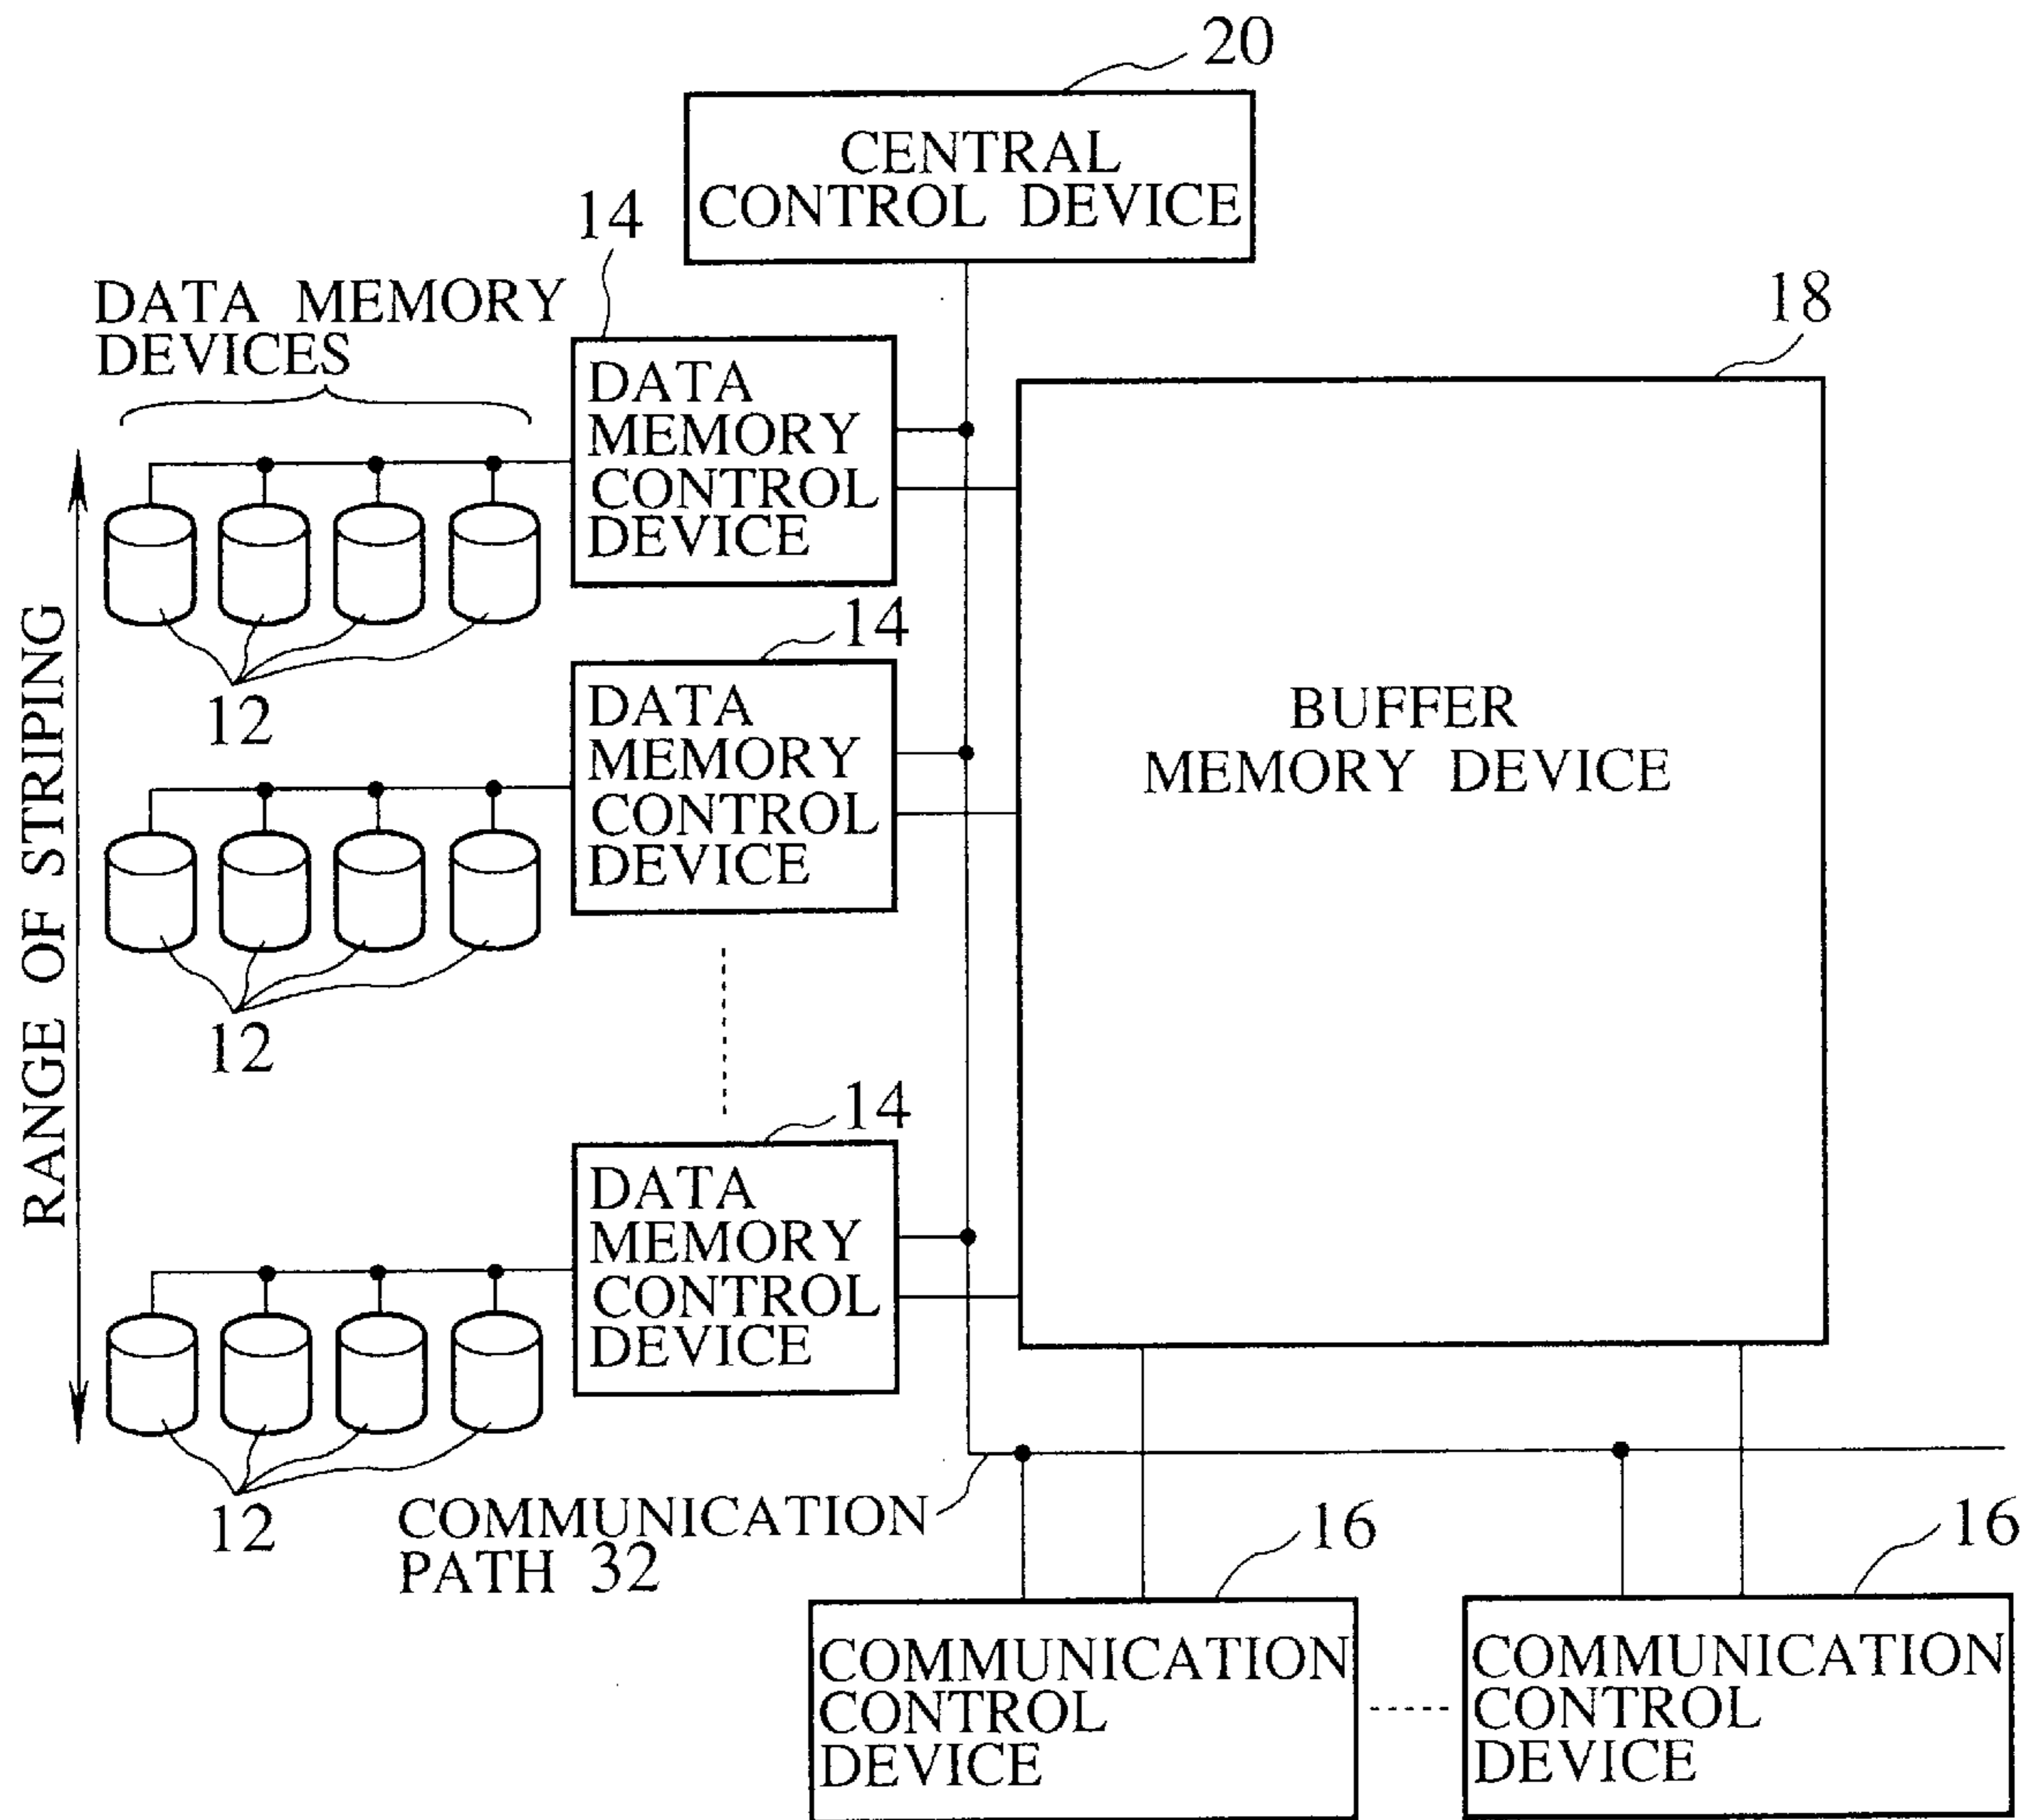 20
CENTRAL
CONTROL DEVICE
14
DATA MEMORY
DEVICES
18
DATA
MEMORY
CONTROL
DEVICE
12
14
DATA
MEMORY
CONTROL
DEVICE
BUFFER
MEMORY DEVICE
RANGE OF STRIPING
12
14
DATA
MEMORY
CONTROL
DEVICE
12
COMMUNICATION
PATH 32
16
16
COMMUNICATION
CONTROL
DEVICE
COMMUNICATION
CONTROL
DEVICE